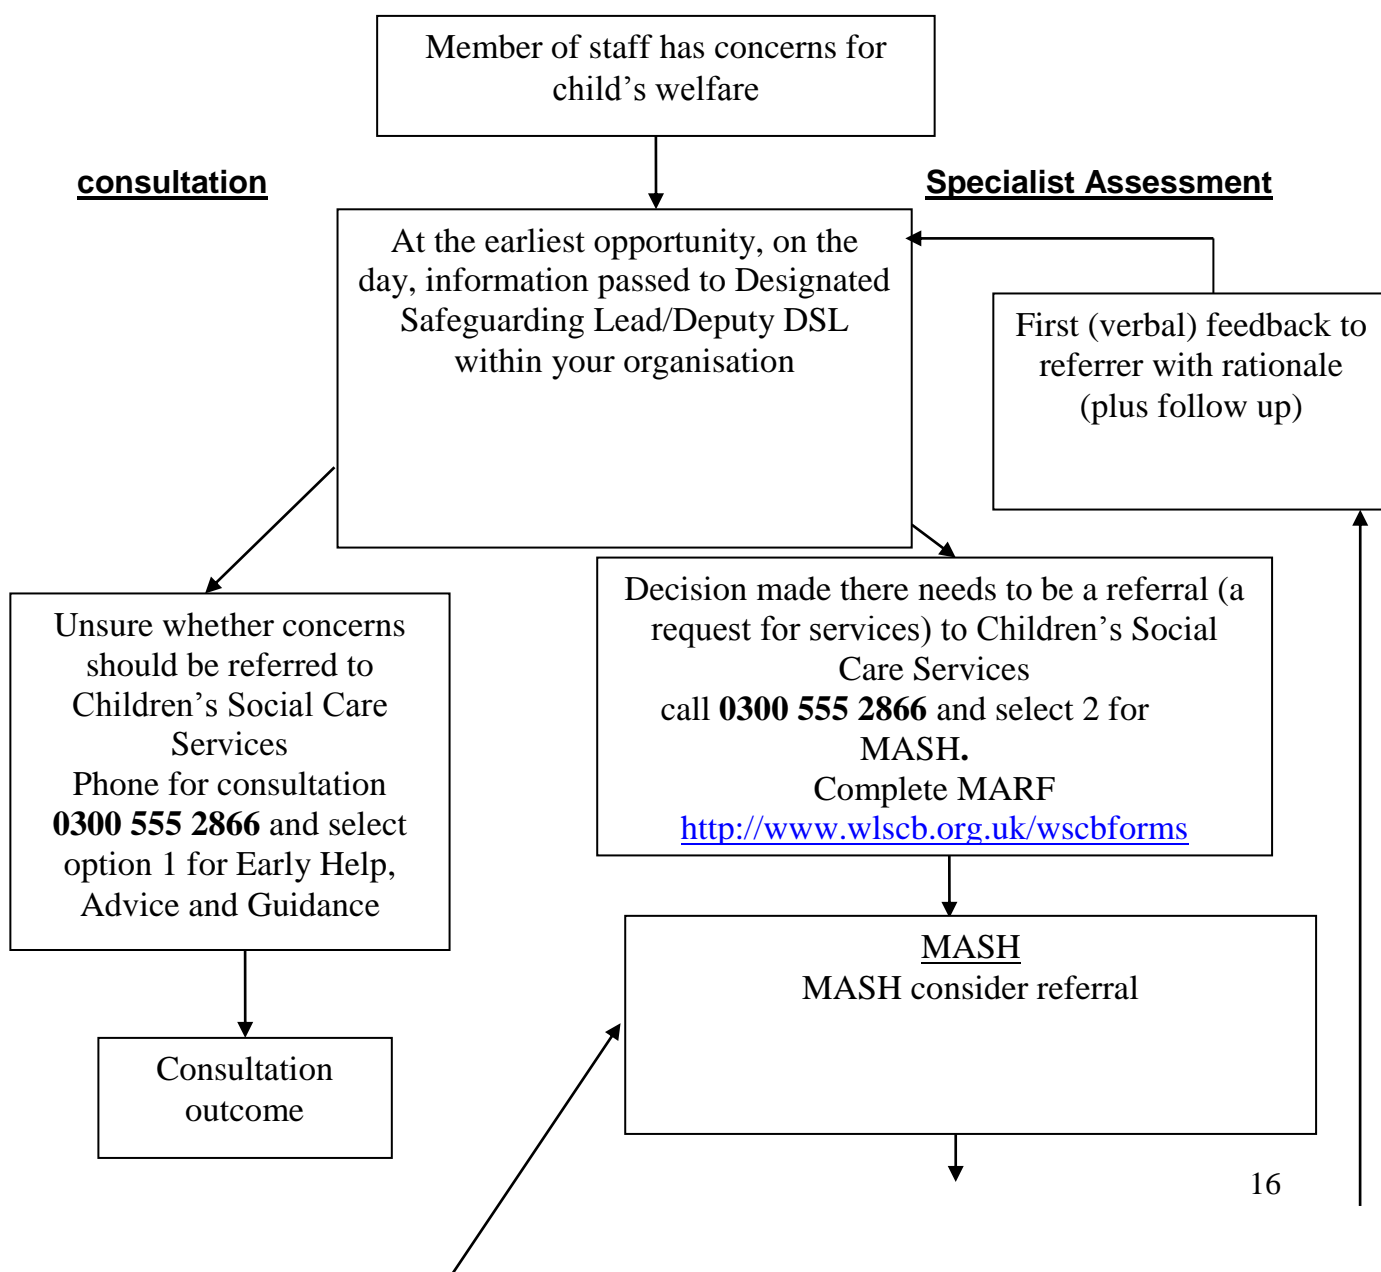 Member of staff has concerns for
child’s welfare
consultation
Specialist Assessment
At the earliest opportunity, on the
day, information passed to Designated
Safeguarding Lead/Deputy DSL
within your organisation
First (verbal) feedback to
referrer with rationale
(plus follow up)
Unsure whether concerns
should be referred to
Children’s Social Care
Services
Phone for consultation
0300 555 2866 and select
option 1 for Early Help,
Advice and Guidance
Decision made there needs to be a referral (a
request for services) to Children’s Social
Care Services
call 0300 555 2866 and select 2 for
MASH.
Complete MARF
http://www.wlscb.org.uk/wscbforms
MASH
MASH consider referral
Consultation
outcome
16